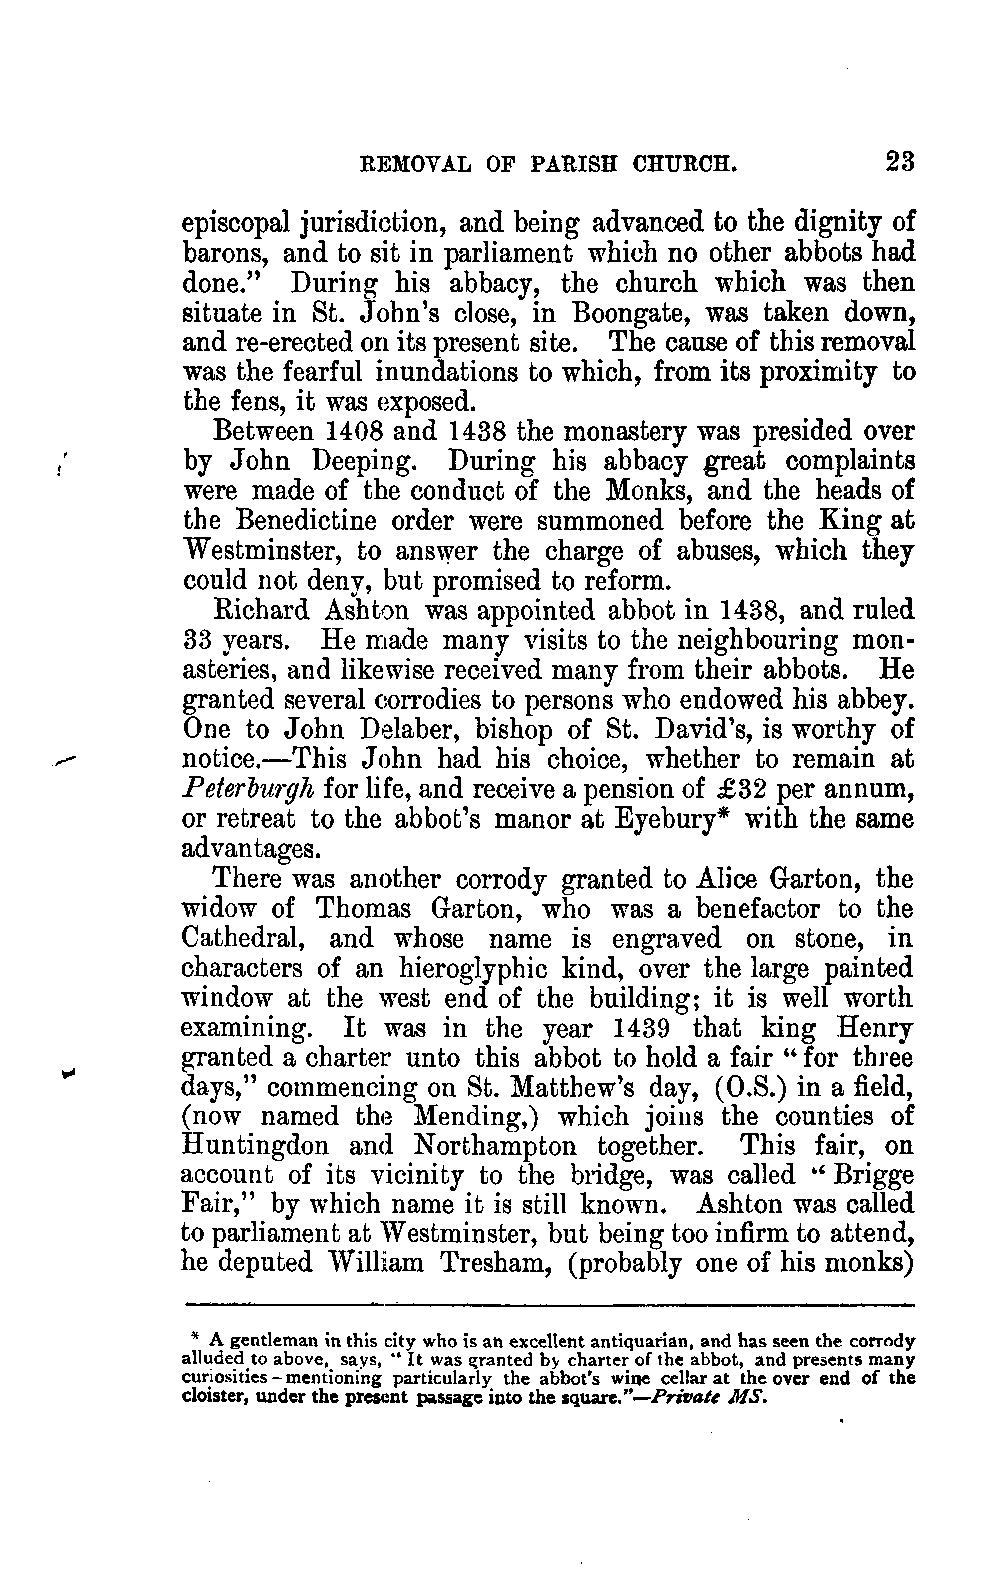 REMOVAL OF PARISH CHURCH. 23
episcopal jurisdiction, and being advanced to the dignity of
barons, and to sit in parliament which no other abbots had
done." During his abbacy, the church which was then
situate in St. John's close, in Boongate, was taken down,
and re-erected on its present site. The cause of this removal
was the fearful inundations to which, from its proximity to
the fens, it was exposed.
Between 1408 and 1438 the monastery was presided over
by John Deeping. During his abbacy great complaints
were made of the conduct of the Monks, and the heads of
the Benedictine order were summoned before the King at
Westminster, to answer the charge of abuses, which they
could not deny, but promised to reform.
Richard Ashton was appointed abbot in 1438, and ruled
33 years. He made many visits to the neighbouring mon-
asteries, and likewise received many from their abbots. He
granted several corrodies to persons who endowed his abbey.
One to John Delaber, bishop of St. David's, is worthy of
notice.—This John had his choice, whether to remain at
Peterburgh for life, and receive a pension of £32 per annum,
or retreat to the abbot's manor at Eyebury* with the same
advantages.
There was another corrody granted to Alice Garton, the
widow of Thomas Garton, who was a benefactor to the
Cathedral, and whose name is engraved on stone, in
characters of an hieroglyphic kind, over the large painted
window at the west end of the building; it is well worth
examining. It was in the year 1439 that king Henry
granted a charter unto this abbot to hold a fair "for three
days," commencing on St. Matthew's day, (O.S.) in a field,
(now named the Mending,) which joins the counties of
Huntingdon and Northampton together. This fair, on
account of its vicinity to the bridge, was called "Brigge
Fair," by which name it is still known. Ashton was called
to parliament at Westminster, but being too infirm to attend,
he deputed William Tresham, (probably one of his monks)
* A gentleman in this city who is an excellent antiquarian, and has seen the corrody
alluded to above, says, "It was granted by charter of the abbot, and presents many
curiosities – mentioning particularly the abbot's wine cellar at the over end of the
cloister, under the present passage into the square."—Private MS.